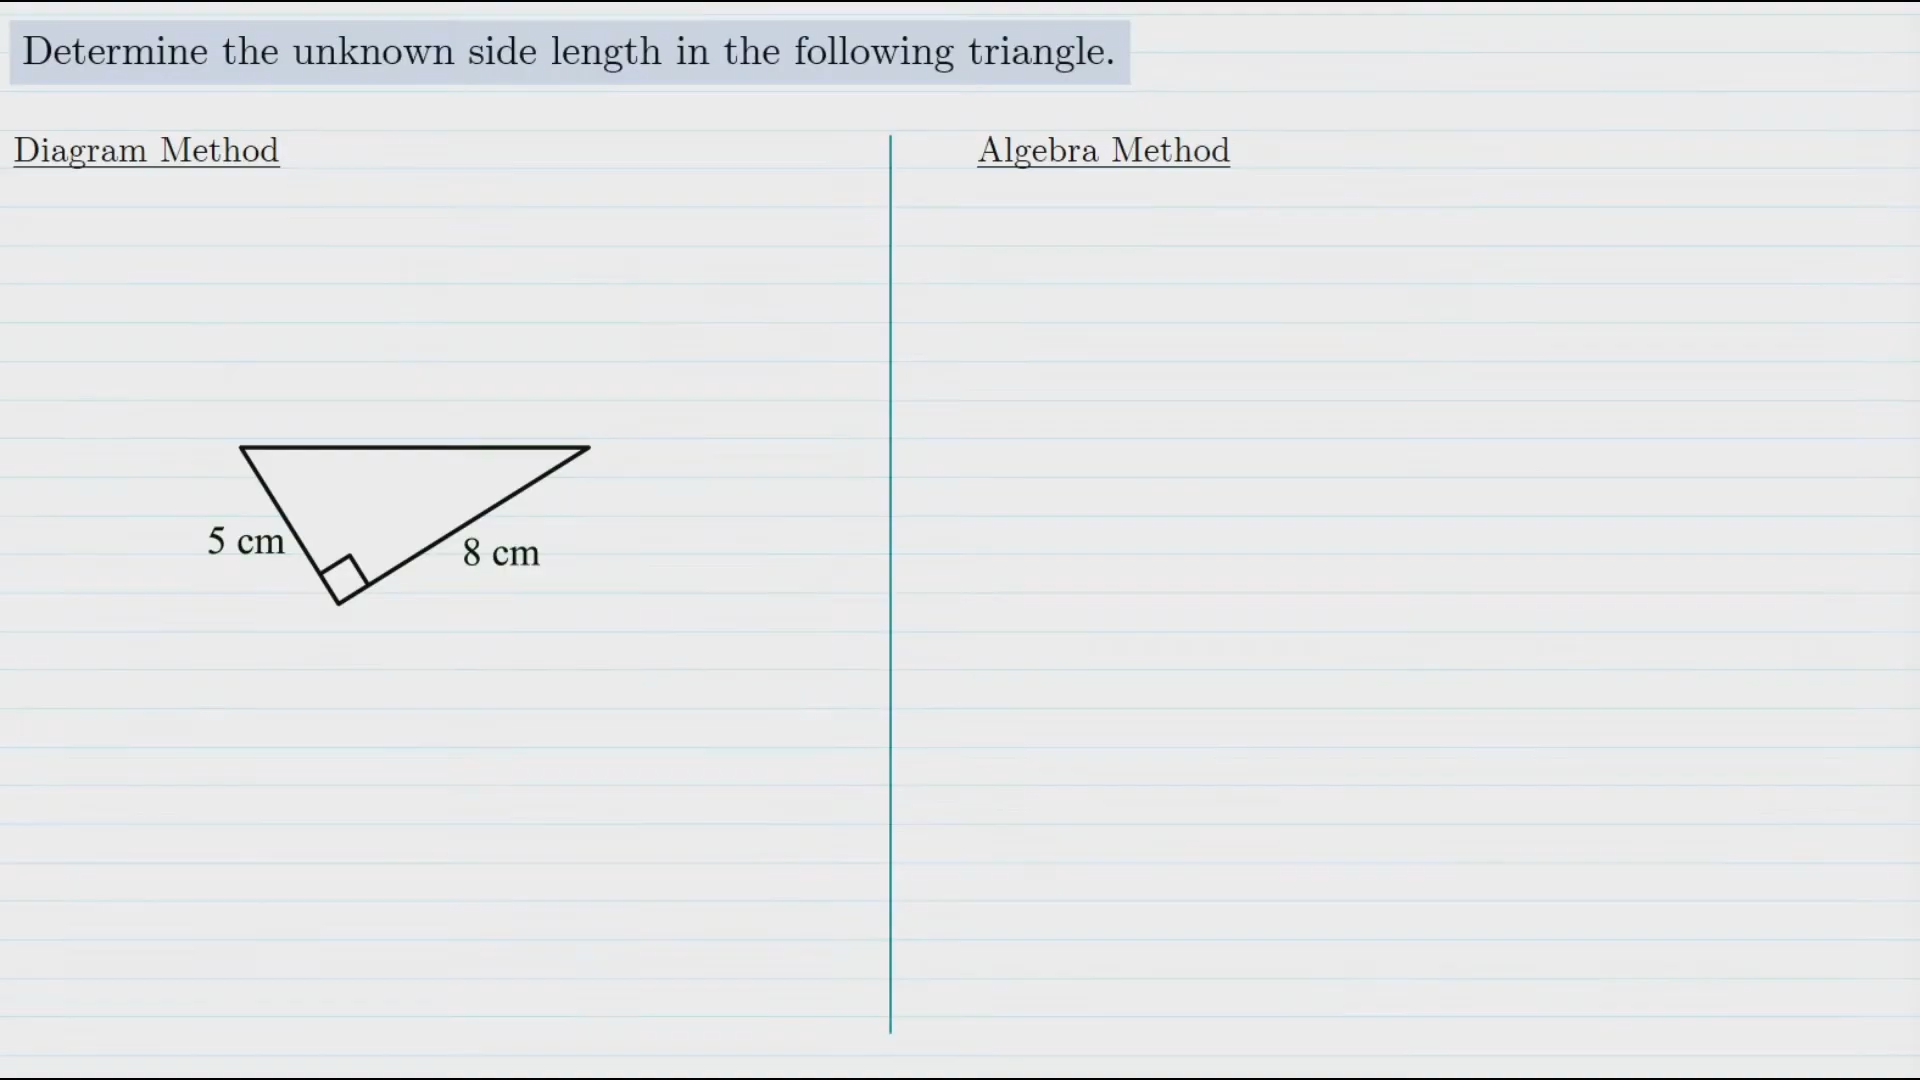 Determine the unknown side length in the following triangle.
Diagram Method
Algebra Method
5 cm
8 cm